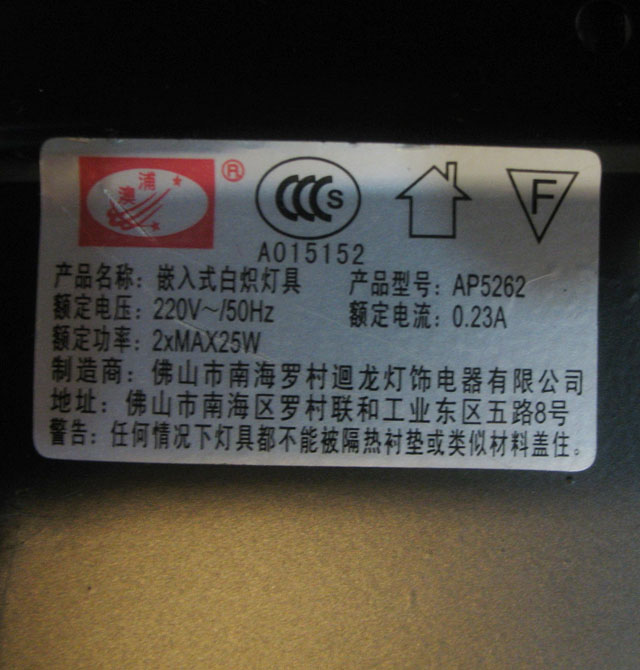 澳浦 ®
CCC S
F
A015152
产品名称：嵌入式白炽灯具 产品型号：AP5262
额定电压：220V～/50Hz 额定电流：0.23A
额定功率：2xMAX25W
制造商：佛山市南海罗村迴龙灯饰电器有限公司
地址：佛山市南海区罗村联和工业东区五路8号
警告：任何情况下灯具都不能被隔热衬垫或类似材料盖住。